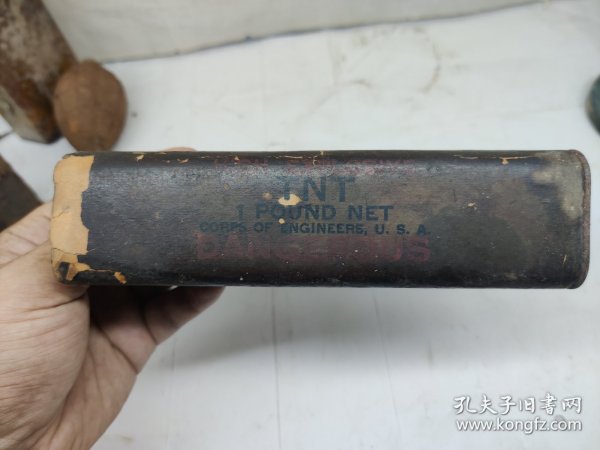 TNT
1 POUND NET
CORPS OF ENGINEERS, U. S. A.
DANGEROUS
孔夫子旧书网
www.kongfz.com